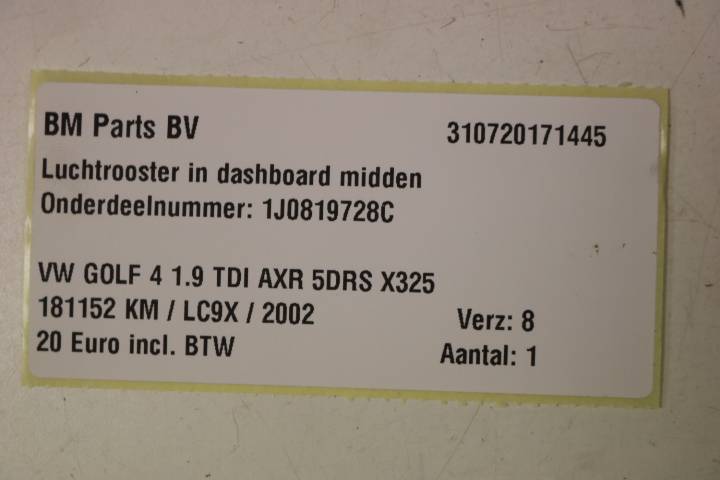 BM Parts BV 310720171445
Luchtrooster in dashboard midden
Onderdeelnummer: 1J0819728C
VW GOLF 4 1.9 TDI AXR 5DRS X325
181152 KM / LC9X / 2002 Verz: 8
20 Euro incl. BTW Aantal: 1